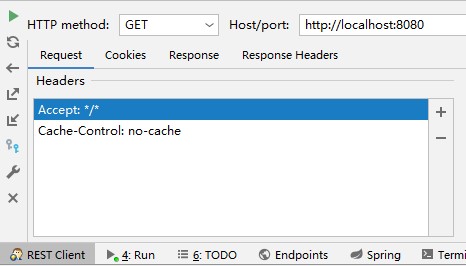 HTTP method: GET Host/port: http://localhost:8080
Request Cookies Response Response Headers
Headers
Accept: */*
Cache-Control: no-cache
REST Client 4: Run 6: TODO Endpoints Spring Termi